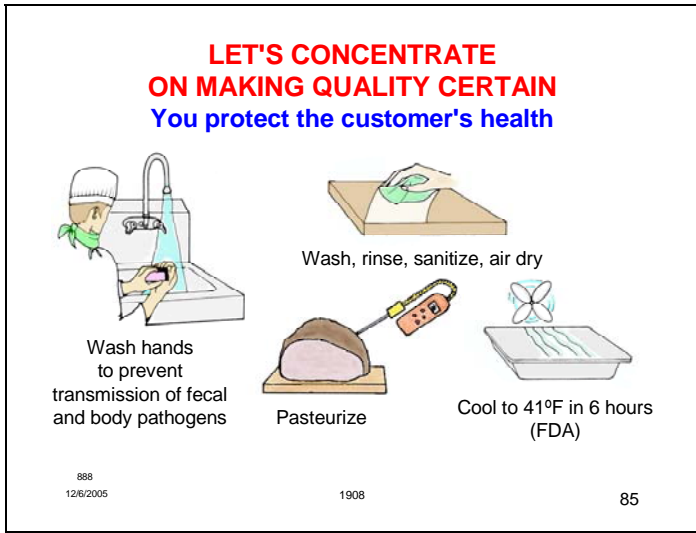 LET'S CONCENTRATE
ON MAKING QUALITY CERTAIN
You protect the customer's health
Wash, rinse, sanitize, air dry
Wash hands
to prevent
transmission of fecal
and body pathogens
Pasteurize
Cool to 41ºF in 6 hours
(FDA)
888
12/6/2005
1908
85